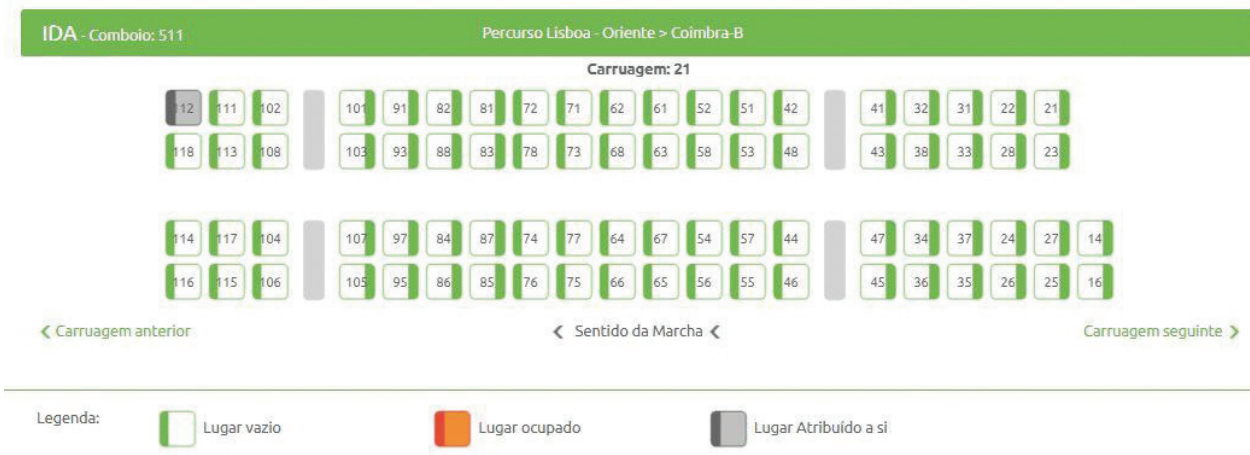 IDA - Comboio: 511 Percurso Lisboa - Oriente > Coimbra-B
Carruagem: 21
112 111 102 101 91 82 81 72 71 62 61 52 51 42 41 32 31 22 21
118 113 108 103 93 88 83 78 73 68 63 58 53 48 43 38 33 28 23
114 117 104 107 97 84 87 74 77 64 67 54 57 44 47 34 37 24 27 14
116 115 106 105 95 86 85 76 75 66 65 56 55 46 45 36 35 26 25 16
Carruagem anterior Sentido da Marcha Carruagem seguinte
Legenda: Lugar vazio Lugar ocupado Lugar Atribuído a si